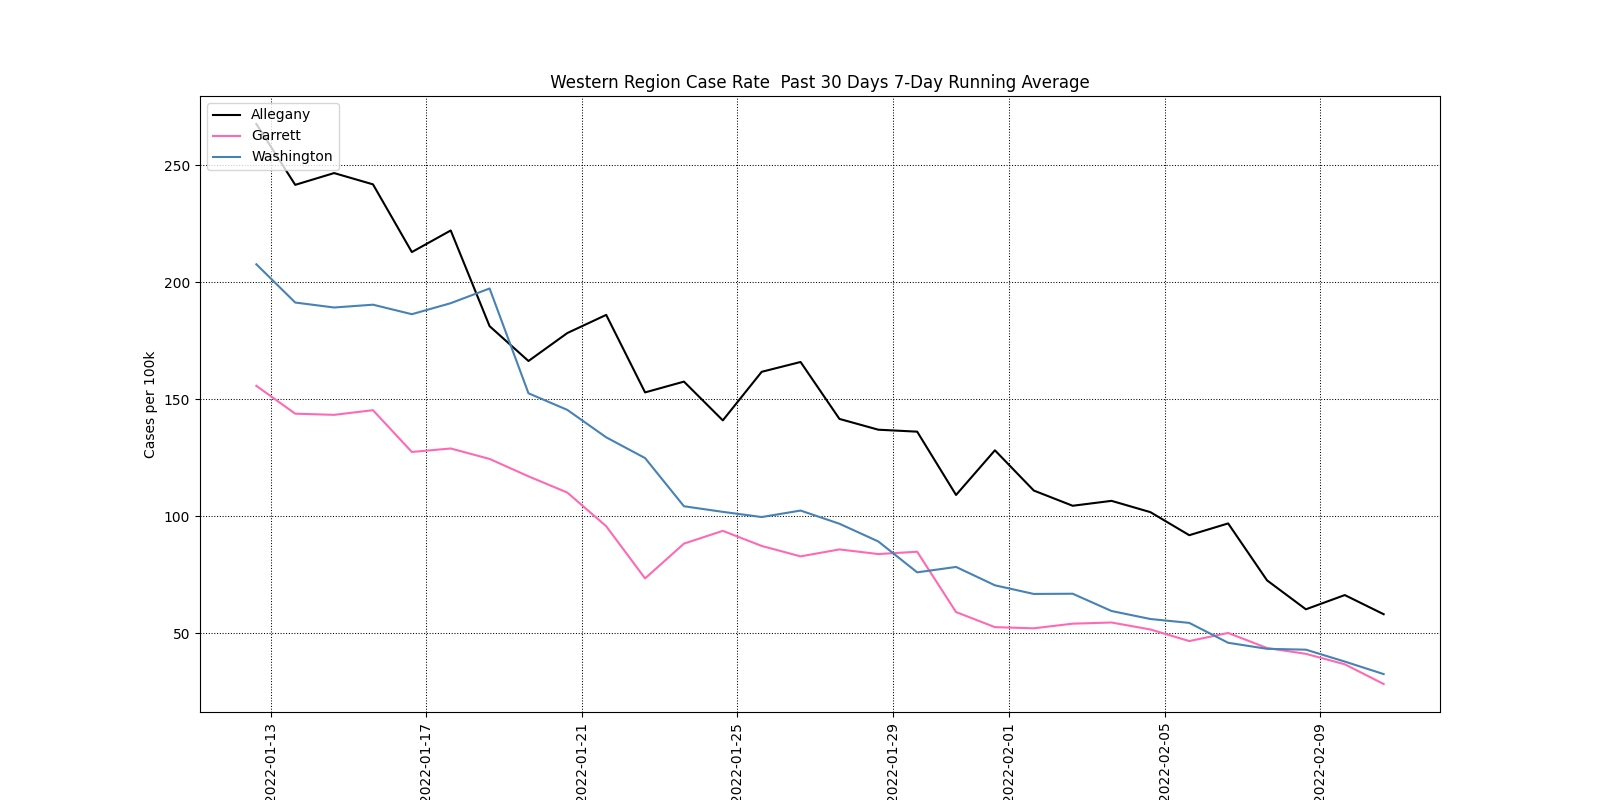 Western Region Case Rate  Past 30 Days 7-Day Running Average
Allegany
Garrett
Washington
Cases per 100k
250
200
150
100
50
2022-01-13
2022-01-17
2022-01-21
2022-01-25
2022-01-29
2022-02-01
2022-02-05
2022-02-09